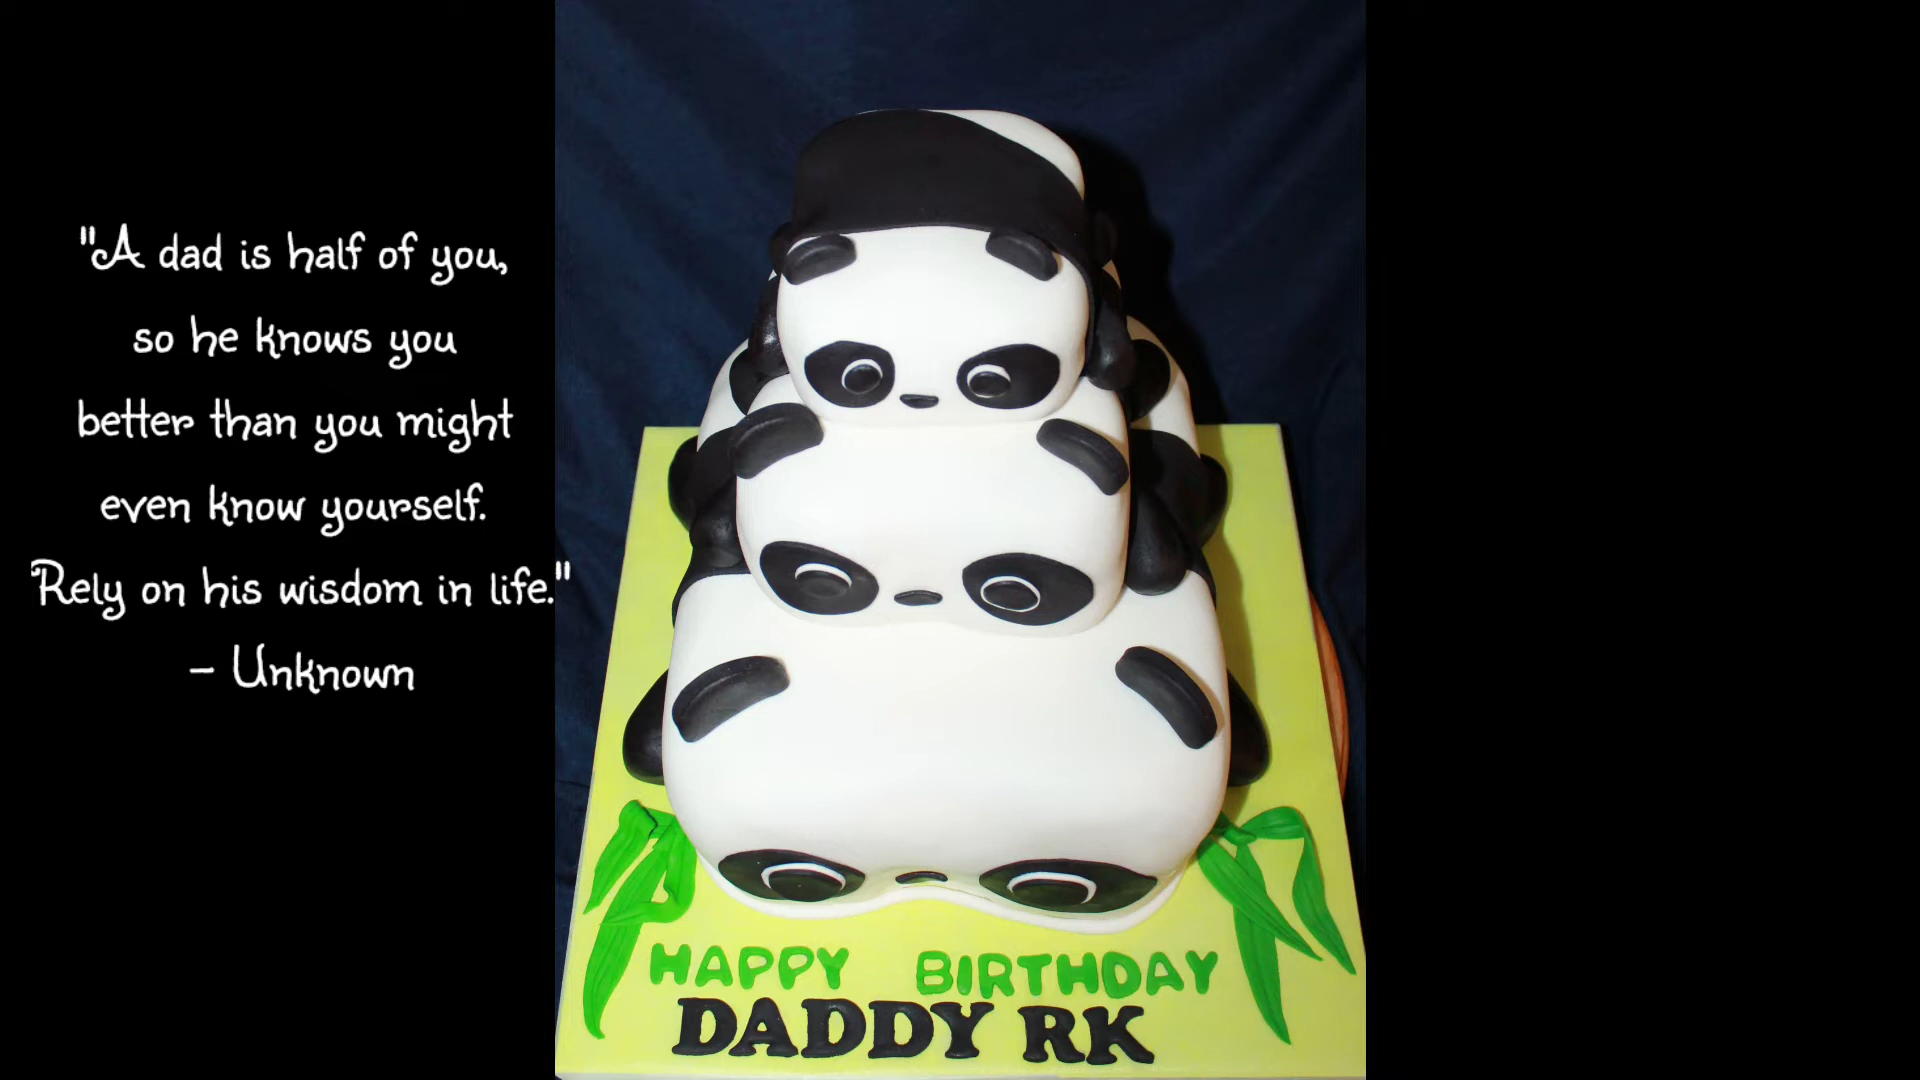 "A dad is half of you,
so he knows you
better than you might
even know yourself.
Rely on his wisdom in life."
– Unknown
HAPPY BIRTHDAY
DADDY RK